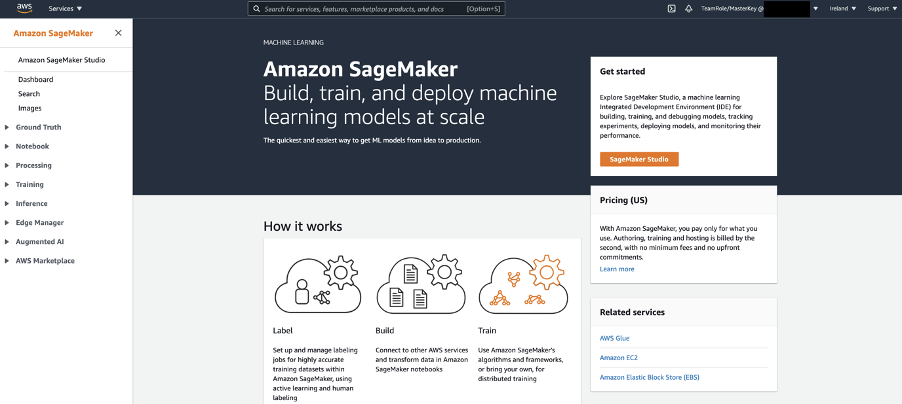 aws
Services
Search for services, features, marketplace products, and docs
[Option+S]
TeamRole/MasterKey @
Ireland
Support
Amazon SageMaker
Amazon SageMaker Studio
Dashboard
Search
Images
Ground Truth
Notebook
Processing
Training
Inference
Edge Manager
Augmented AI
AWS Marketplace
MACHINE LEARNING
Amazon SageMaker
Build, train, and deploy machine
learning models at scale
The quickest and easiest way to get ML models from idea to production.
Get started
Explore SageMaker Studio, a machine learning
Integrated Development Environment (IDE) for
building, training, and debugging models, tracking
experiments, deploying models, and monitoring their
performance.
SageMaker Studio
Pricing (US)
With Amazon SageMaker, you pay only for what you
use. Authoring, training and hosting is billed by the
second, with no minimum fees and no upfront
commitments.
Learn more
Related services
AWS Glue
Amazon EC2
Amazon Elastic Block Store (EBS)
How it works
Label
Set up and manage labeling
jobs for highly accurate
training datasets within
Amazon SageMaker, using
active learning and human
labeling
Build
Connect to other AWS services
and transform data in Amazon
SageMaker notebooks
Train
Use Amazon SageMaker's
algorithms and frameworks,
or bring your own, for
distributed training